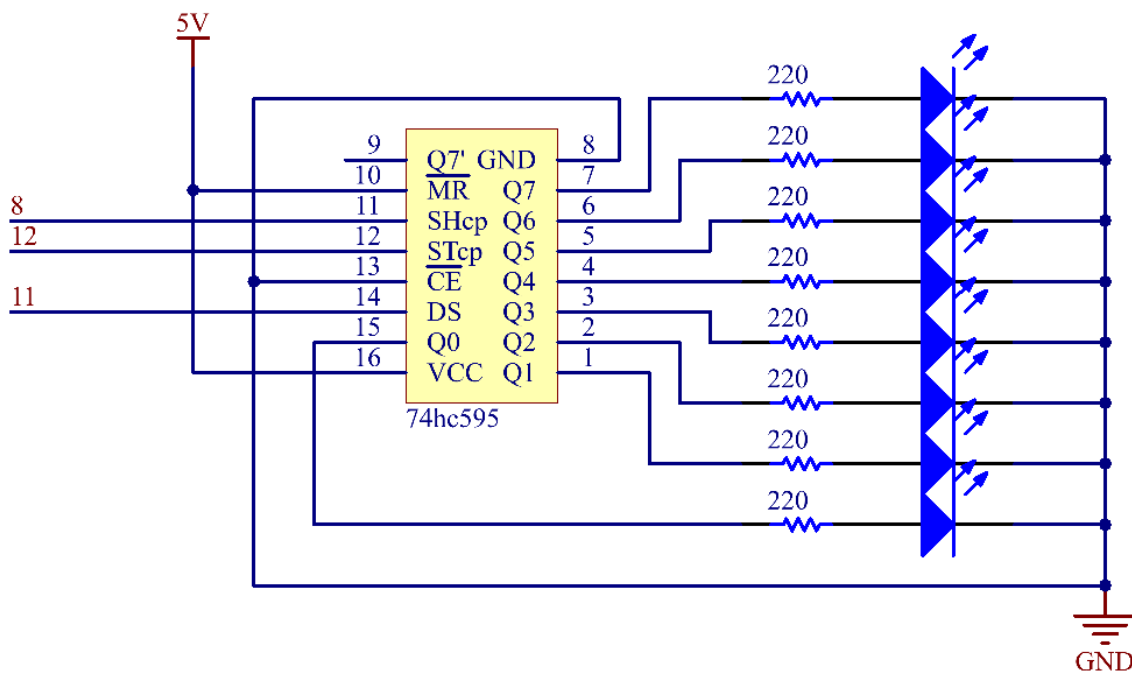 5V
220
9 Q7' GND 8
220
10 MR Q7 7
8 11 SHcp Q6 6 220
12 12 STcp Q5 5
13 CE Q4 4 220
11 14 DS Q3 3
15 Q0 Q2 2 220
16 VCC Q1 1
220
74hc595
220
220
GND